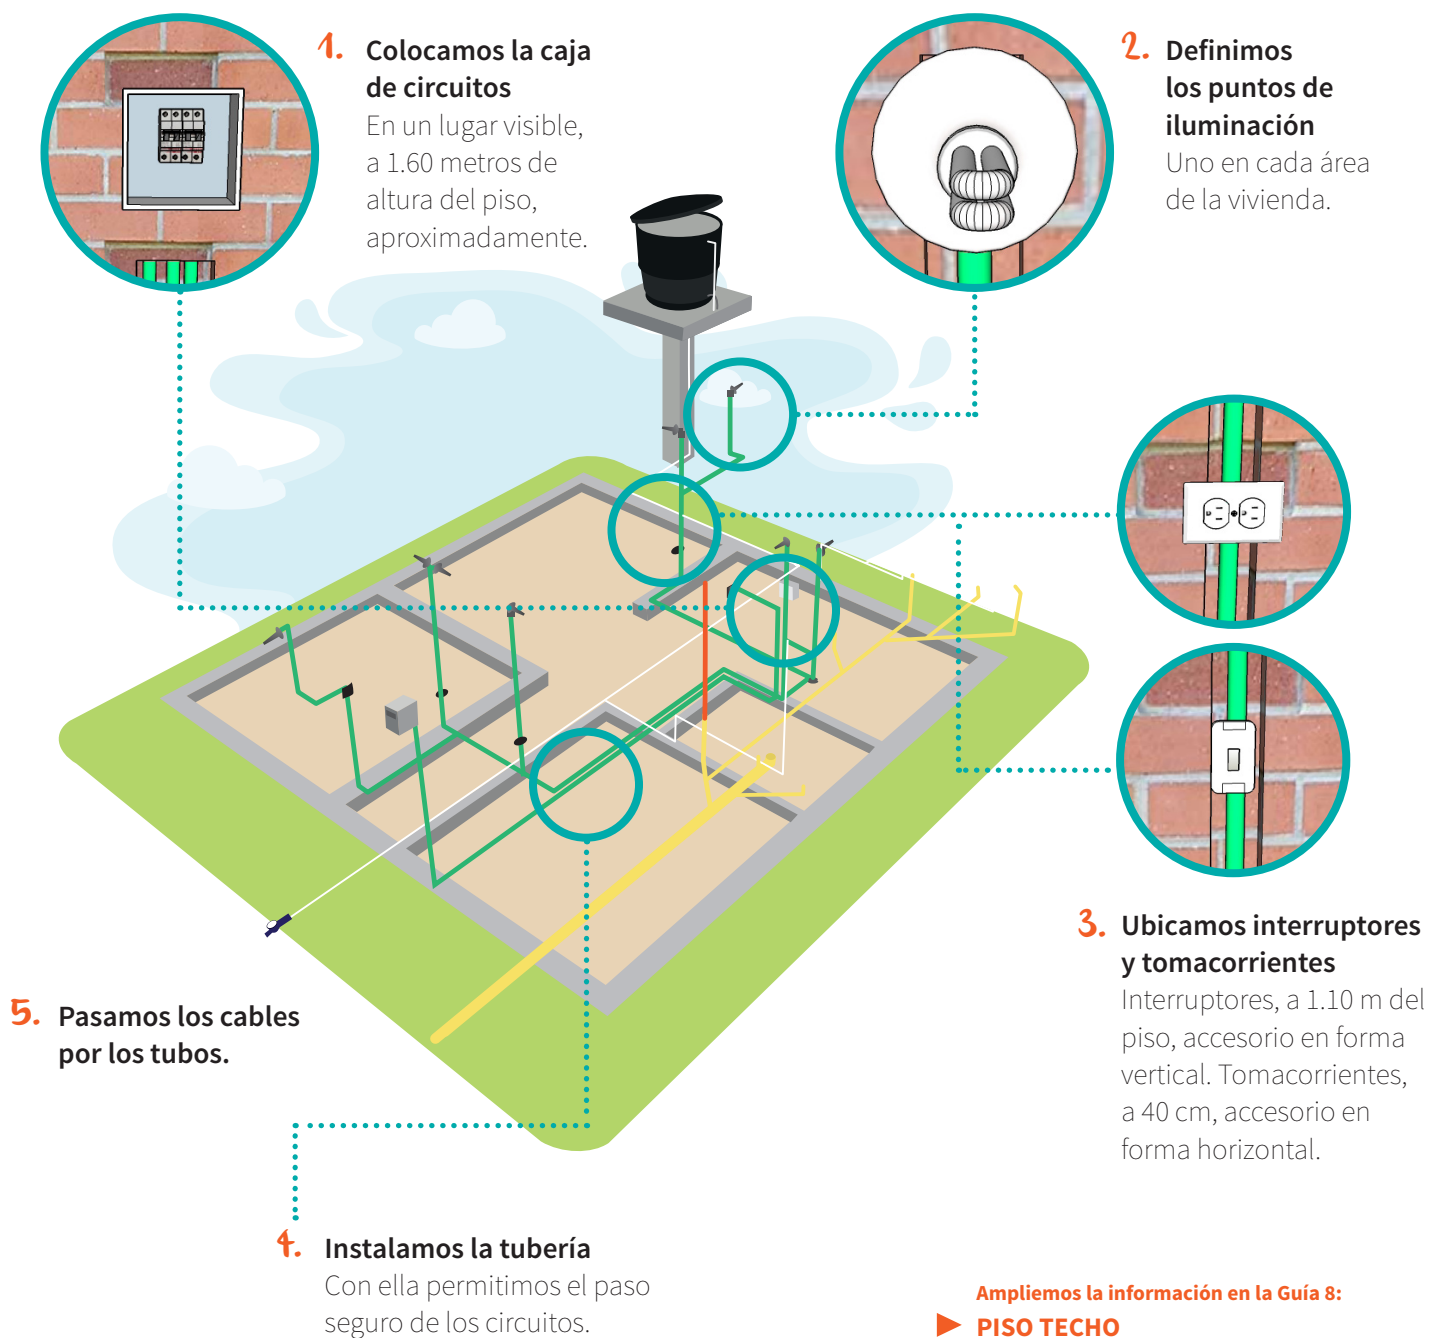 1. Colocamos la caja
de circuitos
En un lugar visible,
a 1.60 metros de
altura del piso,
aproximadamente.
2. Definimos
los puntos de
iluminación
Uno en cada área
de la vivienda.
3. Ubicamos interruptores
y tomacorrientes
Interruptores, a 1.10 m del
piso, accesorio en forma
vertical. Tomacorrientes,
a 40 cm, accesorio en
forma horizontal.
4. Instalamos la tubería
Con ella permitimos el paso
seguro de los circuitos.
5. Pasamos los cables
por los tubos.
Ampliemos la información en la Guía 8:
PISO TECHO